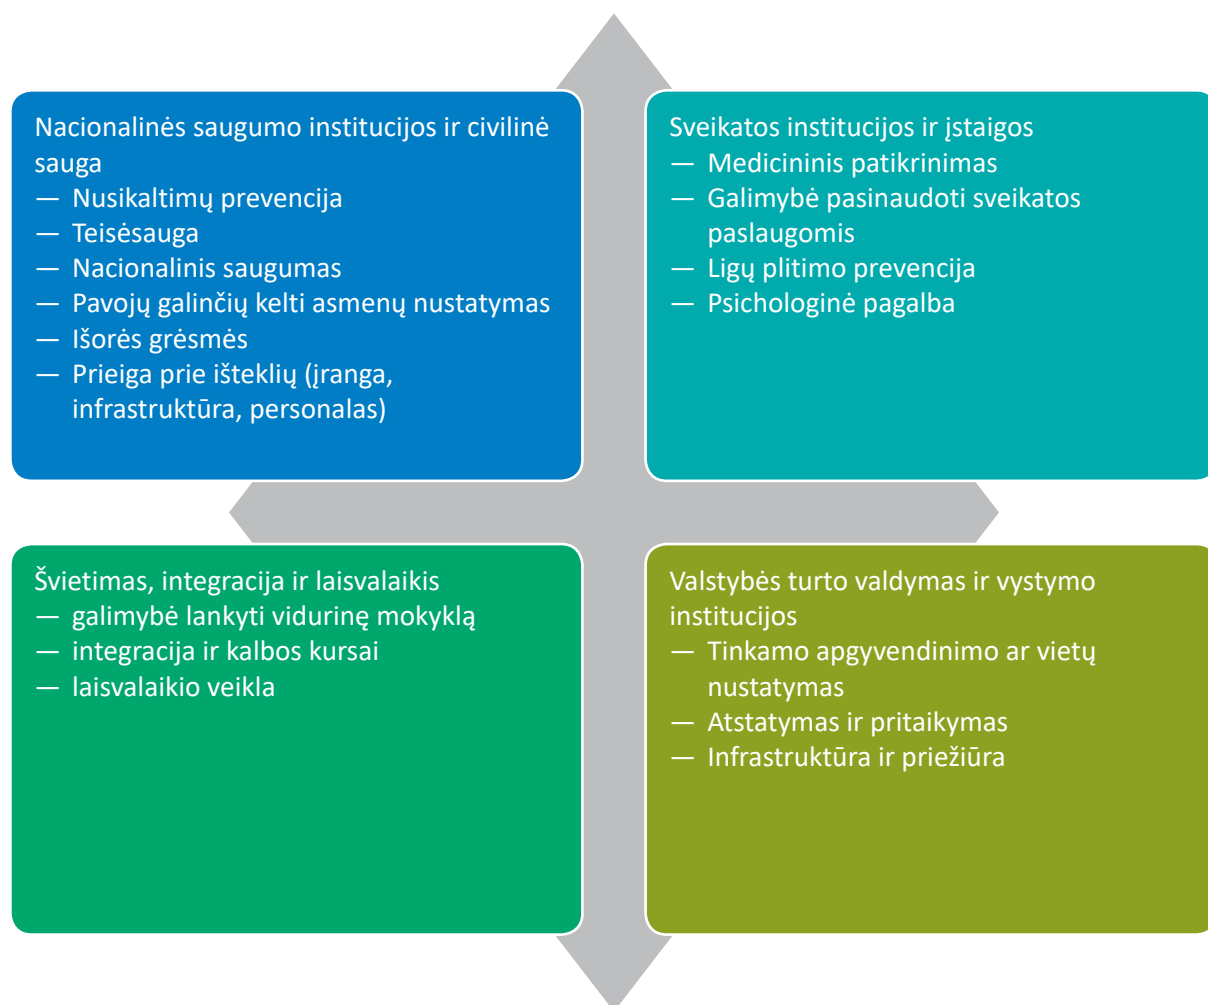 Nacionalinės saugumo institucijos ir civilinė
sauga
— Nusikaltimų prevencija
— Teisėsauga
— Nacionalinis saugumas
— Pavojų galinčių kelti asmenų nustatymas
— Išorės grėsmės
— Prieiga prie išteklių (įranga,
infrastruktūra, personalas)
Sveikatos institucijos ir įstaigos
— Medicininis patikrinimas
— Galimybė pasinaudoti sveikatos
paslaugomis
— Ligų plitimo prevencija
— Psichologinė pagalba
Švietimas, integracija ir laisvalaikis
— galimybė lankyti vidurinę mokyklą
— integracija ir kalbos kursai
— laisvalaikio veikla
Valstybės turto valdymas ir vystymo
institucijos
— Tinkamo apgyvendinimo ar vietų
nustatymas
— Atstatymas ir pritaikymas
— Infrastruktūra ir priežiūra